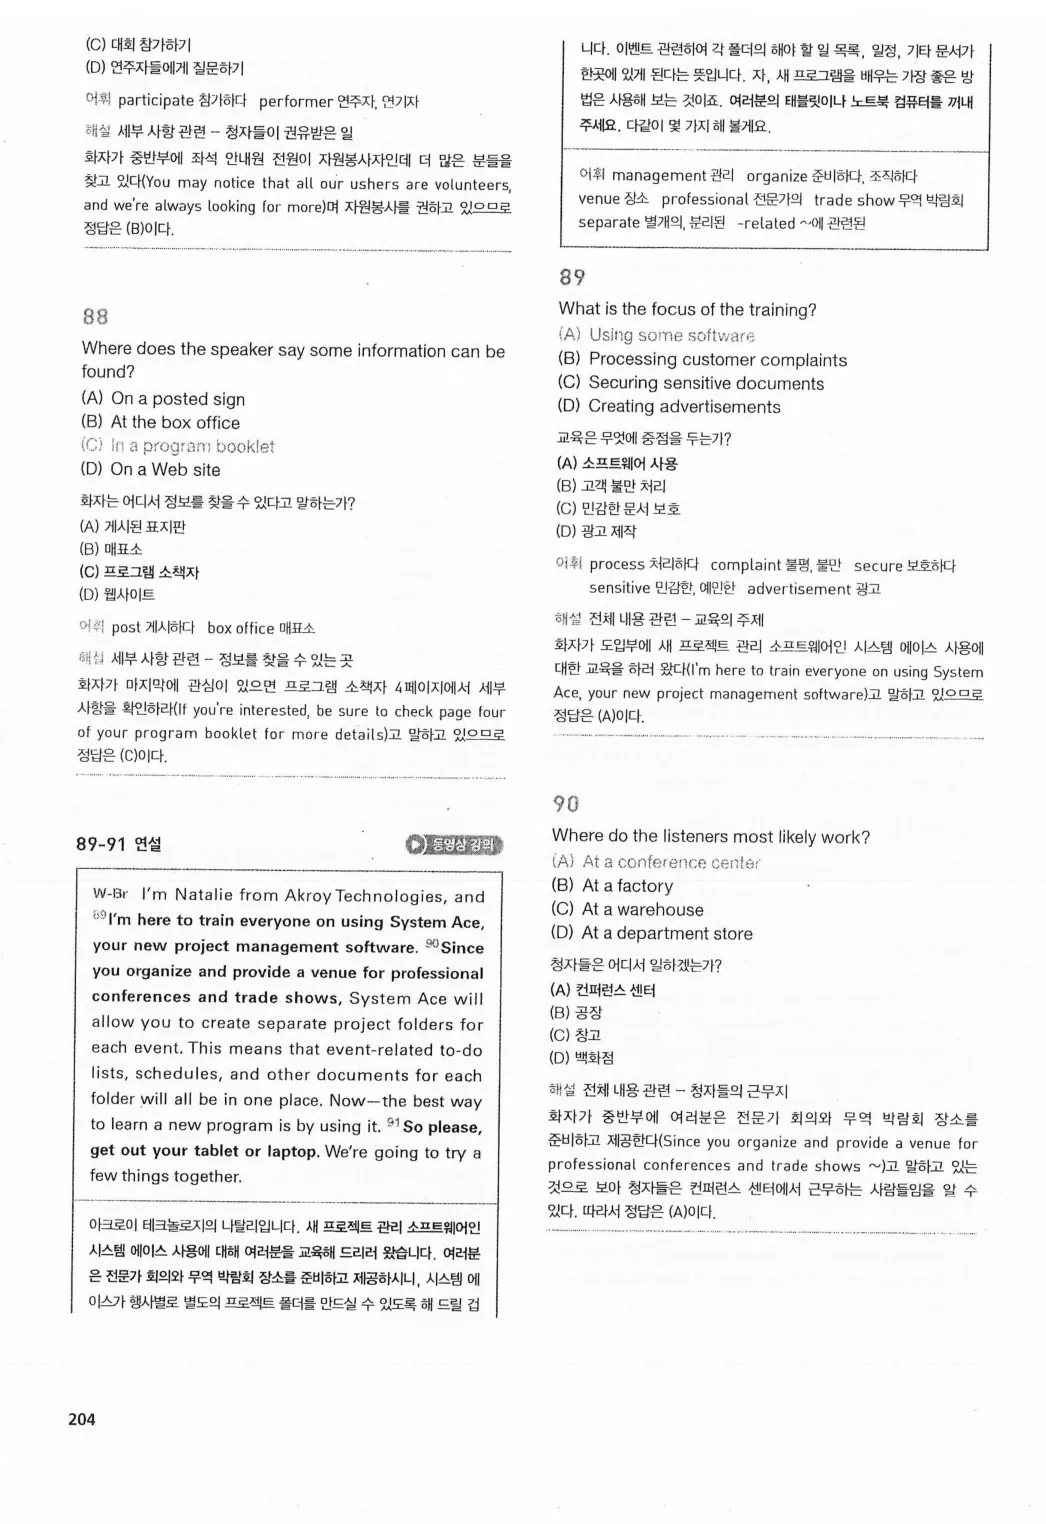 (C) 대회 참가하기
(D) 연주자들에게 질문하기
어휘 participate 참가하다 performer 연주자, 연기자
해설 세부 사항 관련 – 청자들이 권유받은 일
화자가 중반부에 좌석 안내원 전원이 자원봉사자인데 더 많은 분들을
찾고 있다(You may notice that all our ushers are volunteers,
and we're always looking for more)며 자원봉사를 권하고 있으므로
정답은 (B)이다.
88
Where does the speaker say some information can be
found?
(A) On a posted sign
(B) At the box office
(C) In a program booklet
(D) On a Web site
화자는 어디서 정보를 찾을 수 있다고 말하는가?
(A) 게시된 표지판
(B) 매표소
(C) 프로그램 소책자
(D) 웹사이트
어휘 post 게시하다 box office 매표소
해설 세부 사항 관련 – 정보를 찾을 수 있는 곳
화자가 마지막에 관심이 있으면 프로그램 소책자 4페이지에서 세부
사항을 확인하라(If you're interested, be sure to check page four
of your program booklet for more details)고 말하고 있으므로
정답은 (C)이다.
89-91 연설
동영상 강의
W-Br I'm Natalie from Akroy Technologies, and
89I'm here to train everyone on using System Ace,
your new project management software. 90Since
you organize and provide a venue for professional
conferences and trade shows, System Ace will
allow you to create separate project folders for
each event. This means that event-related to-do
lists, schedules, and other documents for each
folder will all be in one place. Now—the best way
to learn a new program is by using it. 91So please,
get out your tablet or laptop. We're going to try a
few things together.
아크로이 테크놀로지의 나탈리입니다. 새 프로젝트 관리 소프트웨어인
시스템 에이스 사용에 대해 여러분을 교육해 드리러 왔습니다. 여러분
은 전문가 회의와 무역 박람회 장소를 준비하고 제공하시니, 시스템 에
이스가 행사별로 별도의 프로젝트 폴더를 만드실 수 있도록 해 드릴 겁
니다. 이벤트 관련하여 각 폴더의 해야 할 일 목록, 일정, 기타 문서가
한곳에 있게 된다는 뜻입니다. 자, 새 프로그램을 배우는 가장 좋은 방
법은 사용해 보는 것이죠. 여러분의 태블릿이나 노트북 컴퓨터를 꺼내
주세요. 다같이 몇 가지 해 볼게요.
어휘 management 관리 organize 준비하다, 조직하다
venue 장소 professional 전문가의 trade show 무역 박람회
separate 별개의, 분리된 -related ~에 관련된
89
What is the focus of the training?
(A) Using some software
(B) Processing customer complaints
(C) Securing sensitive documents
(D) Creating advertisements
교육은 무엇에 중점을 두는가?
(A) 소프트웨어 사용
(B) 고객 불만 처리
(C) 민감한 문서 보호
(D) 광고 제작
어휘 process 처리하다 complaint 불평, 불만 secure 보호하다
sensitive 민감한, 예민한 advertisement 광고
해설 전체 내용 관련 – 교육의 주제
화자가 도입부에 새 프로젝트 관리 소프트웨어인 시스템 에이스 사용에
대한 교육을 하러 왔다(I'm here to train everyone on using System
Ace, your new project management software)고 말하고 있으므로
정답은 (A)이다.
90
Where do the listeners most likely work?
(A) At a conference center
(B) At a factory
(C) At a warehouse
(D) At a department store
청자들은 어디서 일하겠는가?
(A) 컨퍼런스 센터
(B) 공장
(C) 창고
(D) 백화점
해설 전체 내용 관련 – 청자들의 근무지
화자가 중반부에 여러분은 전문가 회의와 무역 박람회 장소를
준비하고 제공한다(Since you organize and provide a venue for
professional conferences and trade shows ~)고 말하고 있는
것으로 보아 청자들은 컨퍼런스 센터에서 근무하는 사람들임을 알 수
있다. 따라서 정답은 (A)이다.
204